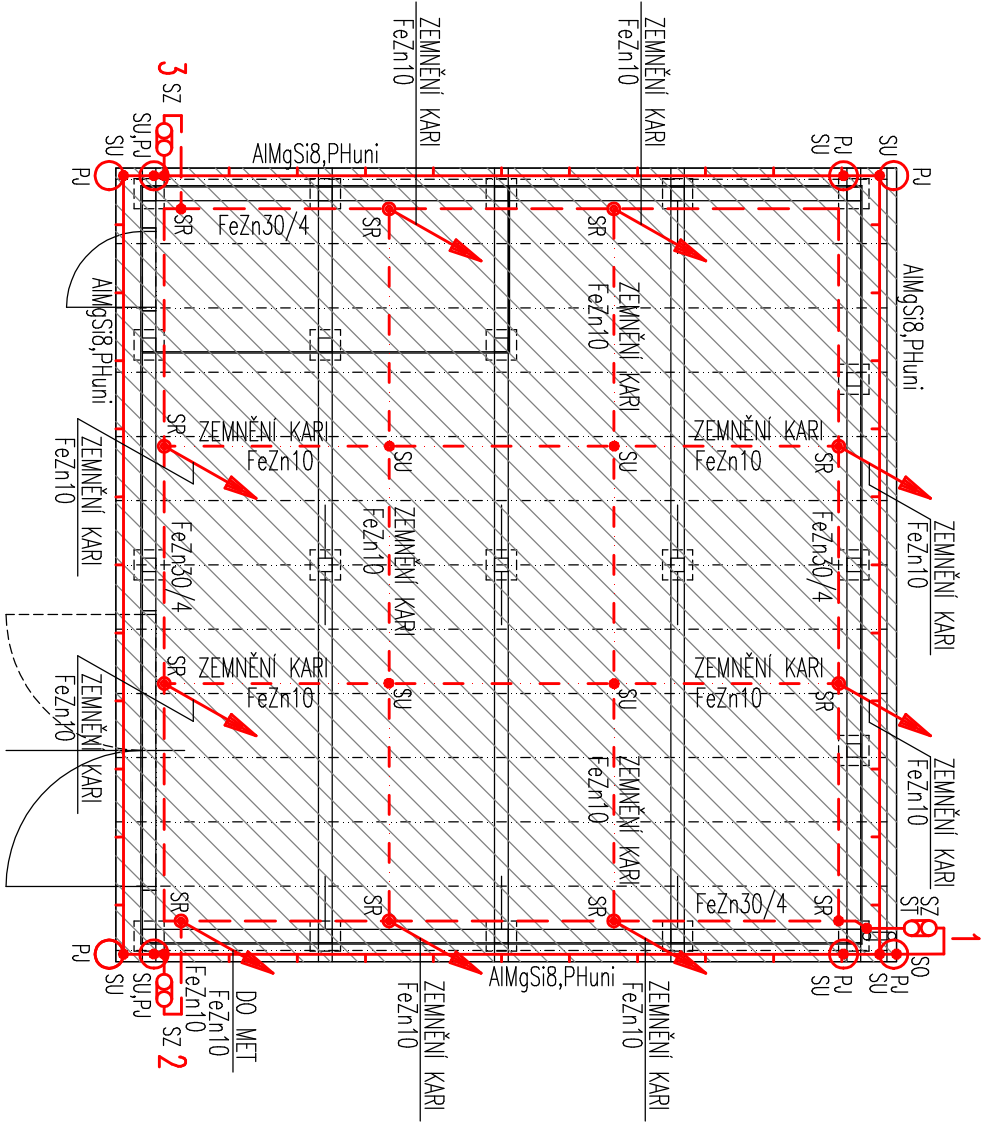 ZEMNĚNÍ KARI
FeZn10
ZEMNĚNÍ KARI
FeZn10
3 SZ
SU,PJ
SU
PJ
AlMgSi8,PHuni
PJ
SU
SU
PJ
SR
FeZn30/4
SR
SR
AlMgSi8,PHuni
AlMgSi8,PHuni
ZEMNĚNÍ KARI
FeZn10
SR
ZEMNĚNÍ KARI
FeZn10
SU
SU
ZEMNĚNÍ KARI
FeZn10
SR
ZEMNĚNÍ KARI
FeZn10
ZEMNĚNÍ KARI
FeZn10
FeZn30/4
ZEMNĚNÍ KARI
FeZn10
FeZn30/4
SR
ZEMNĚNÍ KARI
FeZn10
SU
SU
ZEMNĚNÍ KARI
FeZn10
SR
ZEMNĚNÍ KARI
FeZn10
ZEMNĚNÍ KARI
FeZn10
ZEMNĚNÍ KARI
FeZn10
SR
SR
SR
FeZn30/4
SR
SZ
ST
1
SO
PJ
SU
SU,PJ
SZ 2
FeZn10
DO MET
FeZn10
ZEMNĚNÍ KARI
FeZn10
AlMgSi8,PHuni
ZEMNĚNÍ KARI
FeZn10
PJ
SU
SU
PJ